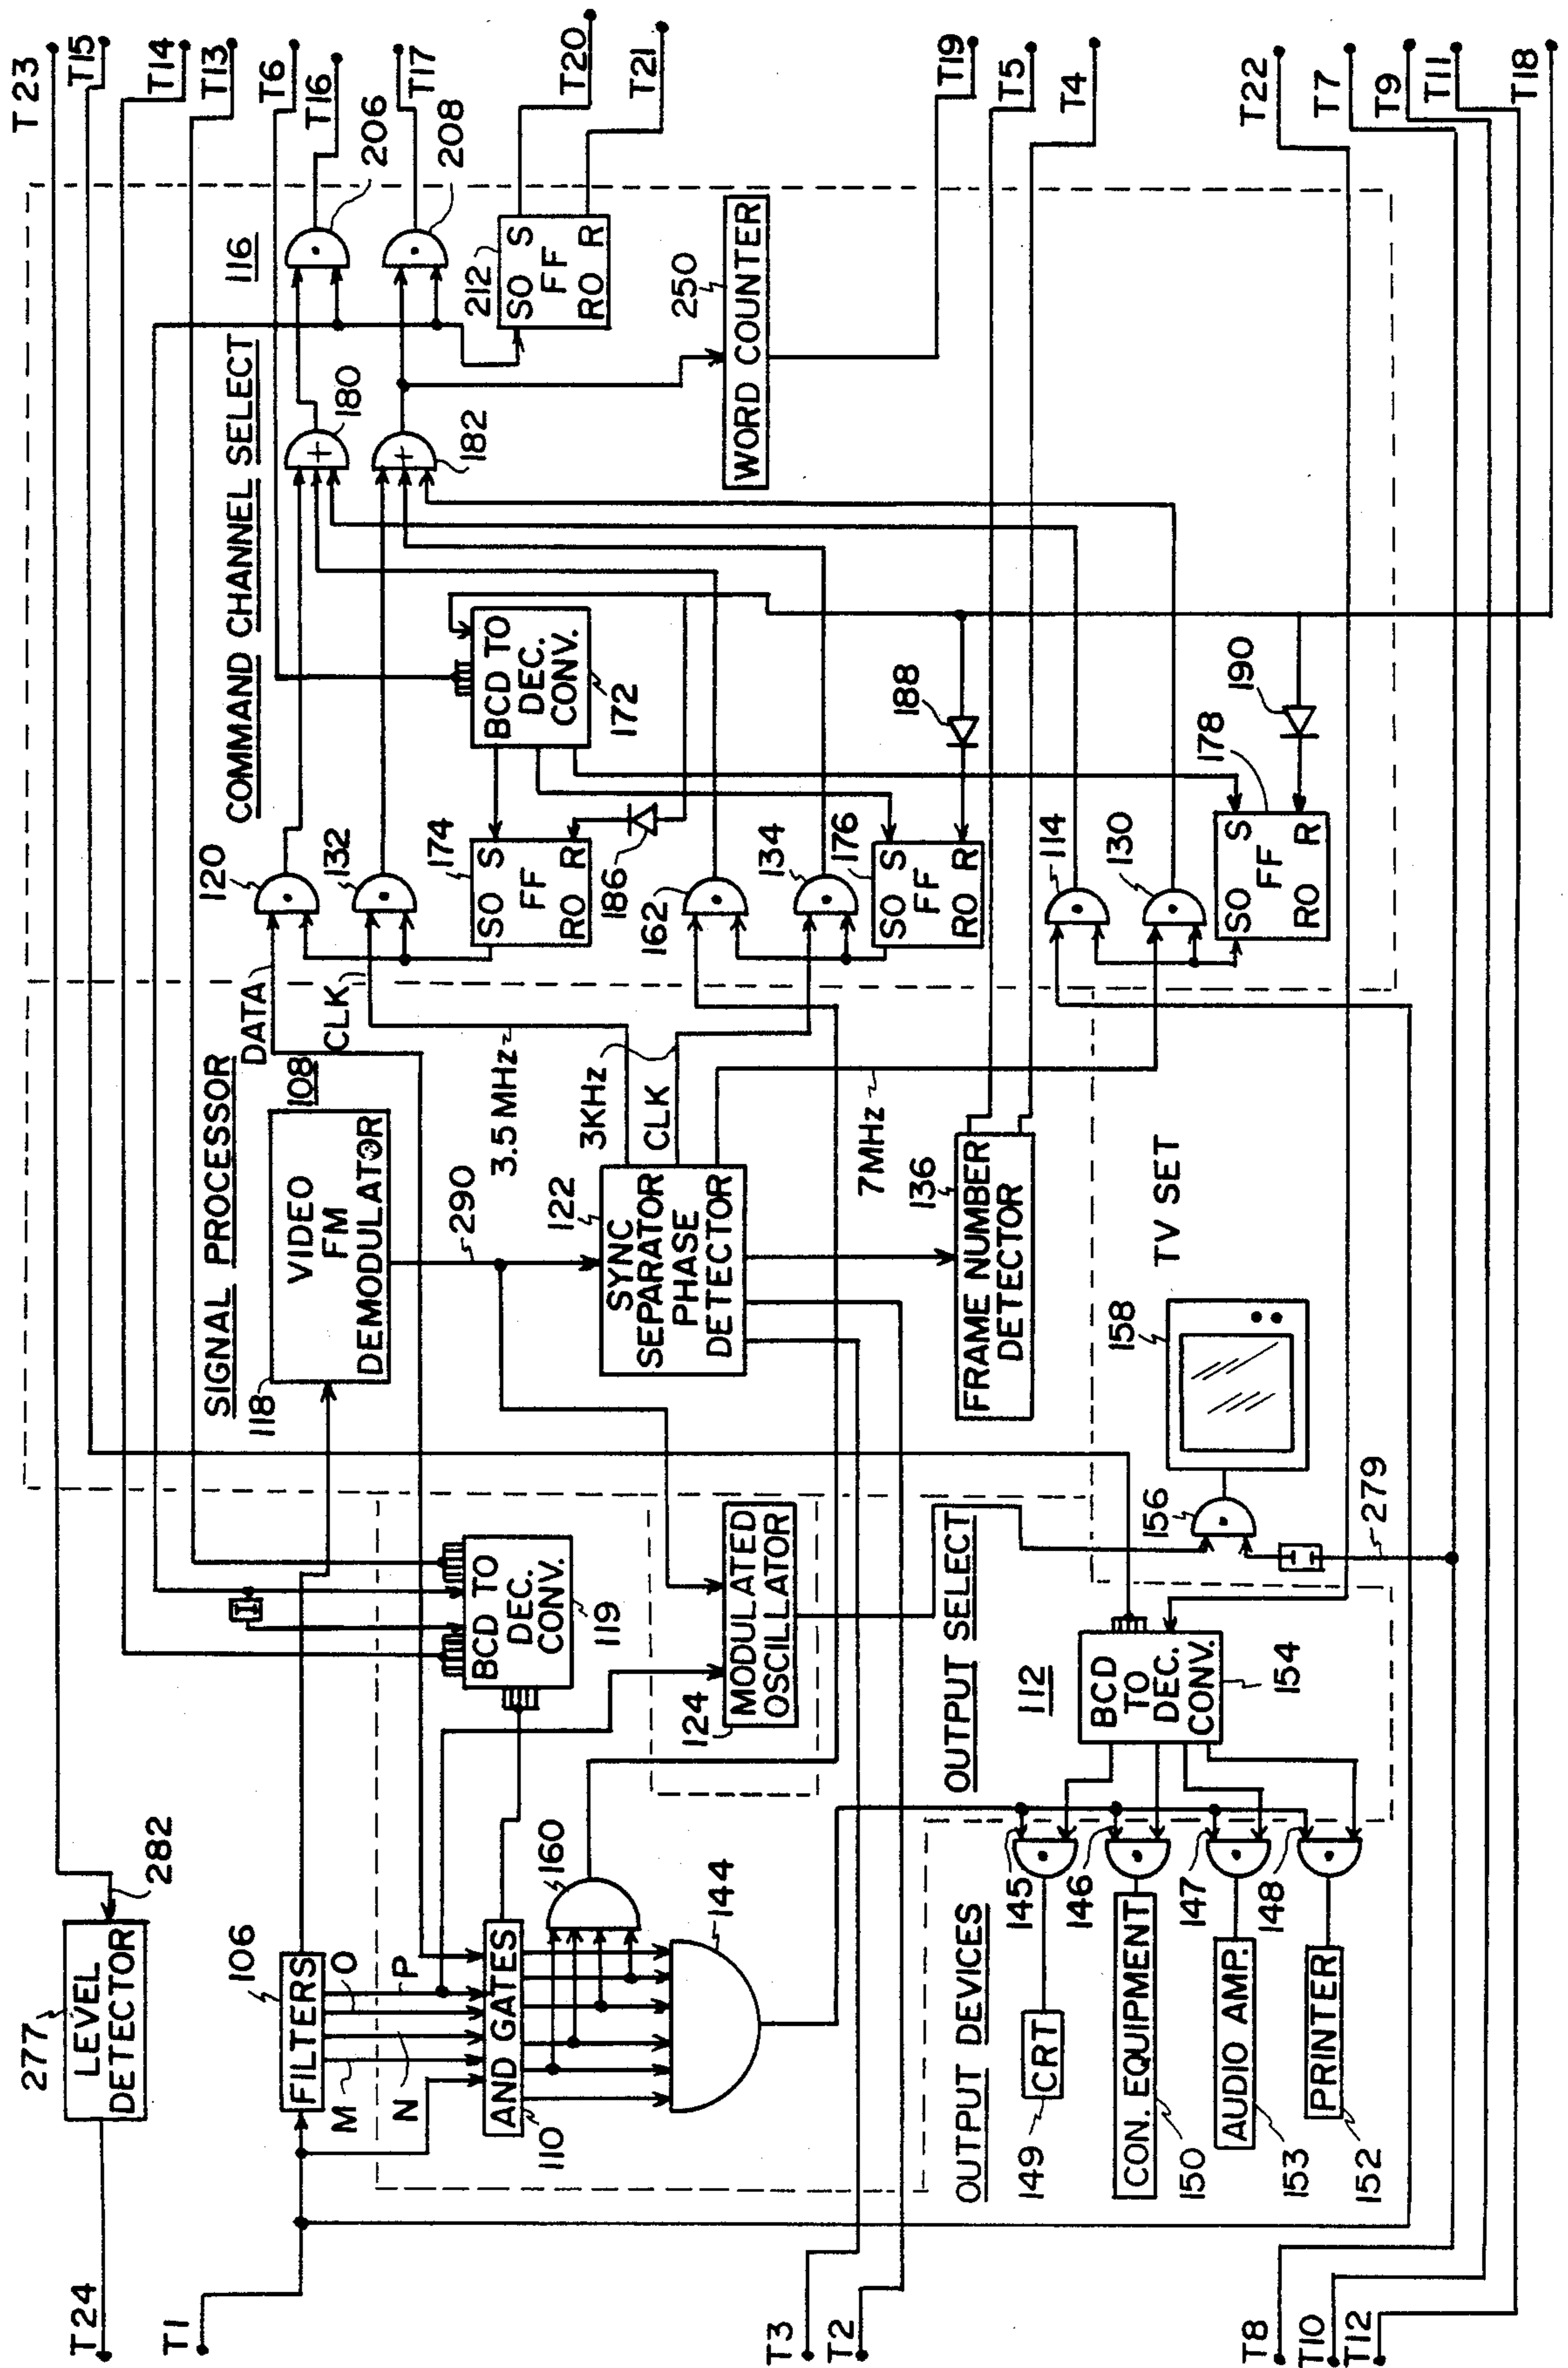 T23
T15
T14
T13
T6
T16
T17
T20
T21
T19
T5
T4
T22
T7
T9
T11
T18
COMMAND CHANNEL SELECT
116
206
208
180
182
212
SO S
FF
RO R
250
WORD COUNTER
120
132
174
SO S
FF
RO R
186
BCD TO
DEC.
CONV.
172
162
134
176
SO S
FF
RO R
188
114
130
178
SO S
FF
RO R
190
SIGNAL PROCESSOR
108
DATA
CLK
118
VIDEO
FM
DEMODULATOR
290
3.5MHz
3KHz
CLK
7MHz
122
SYNC
SEPARATOR
PHASE
DETECTOR
136
FRAME NUMBER
DETECTOR
TV SET
158
156
279
277
LEVEL
DETECTOR
282
106
FILTERS
M
N
O
P
I
BCD TO
DEC.
CONV.
119
110
AND GATES
160
144
124
MODULATED
OSCILLATOR
OUTPUT SELECT
112
BCD
TO
DEC.
CONV.
154
I
OUTPUT DEVICES
145
146
147
148
149
CRT
CON. EQUIPMENT
150
AUDIO AMP.
153
PRINTER
152
T24
T1
T3
T2
T8
T10
T12